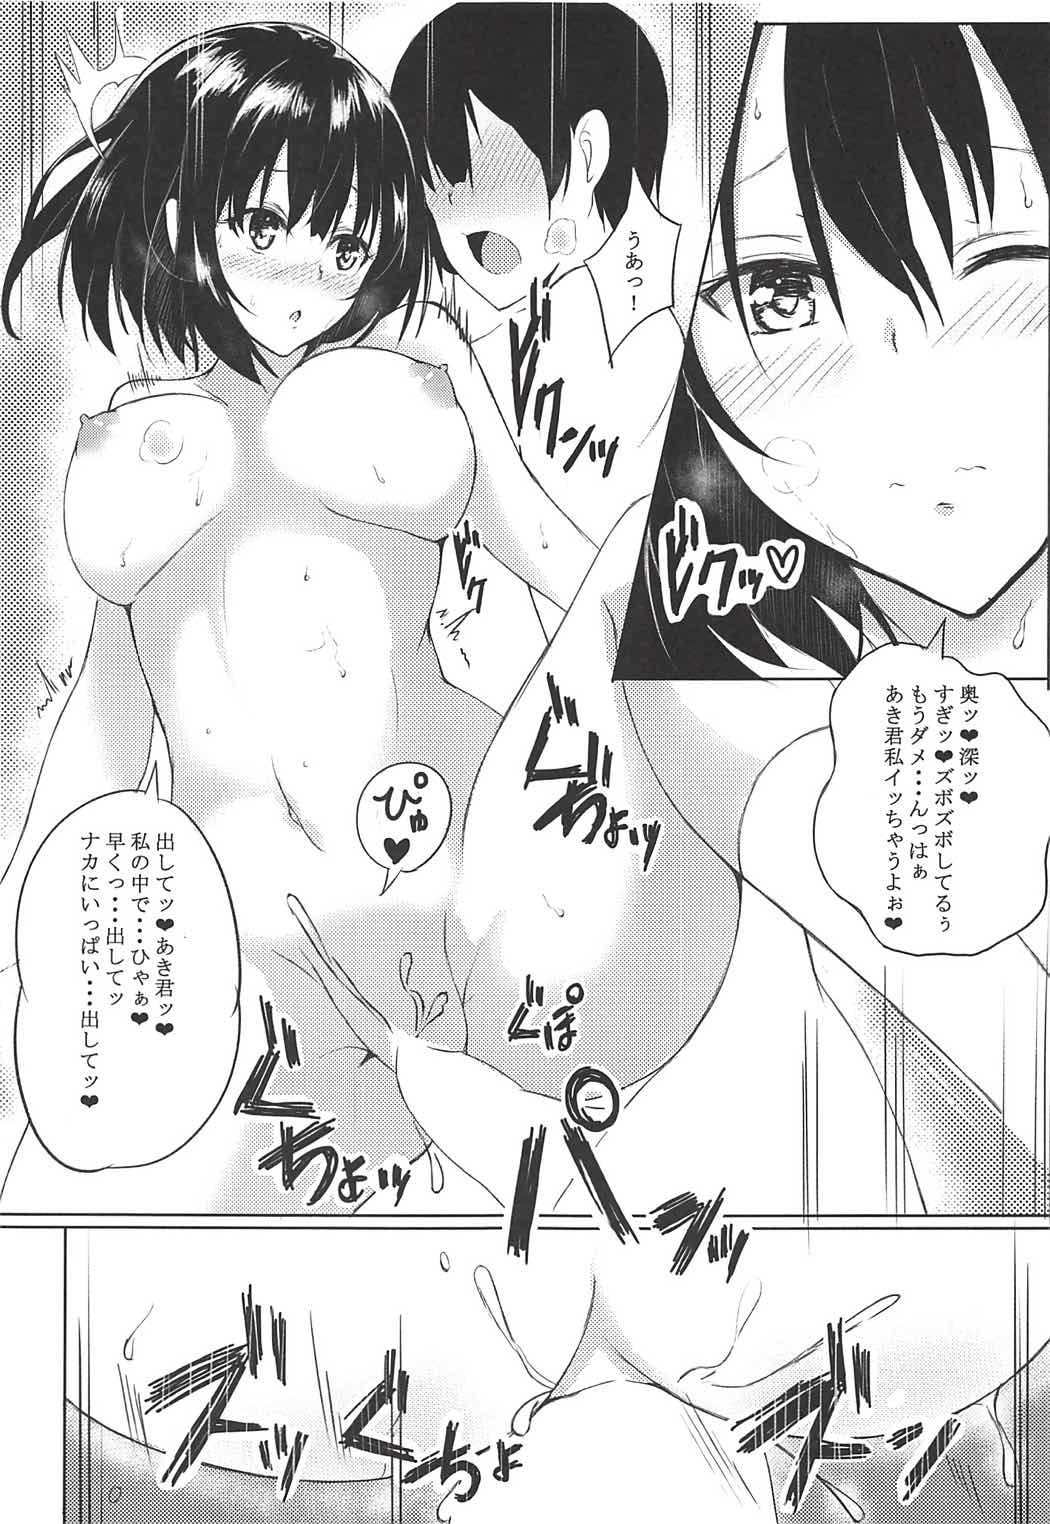 うあっ！
ドクンッ
ドクッ♡
ドクッ
奥ッ❤深ッ❤
すぎッ❤ズボズボしてるぅ
もうダメ・・・んっはぁ
あき君私イッちゃうよぉ❤
ぴゅ❤
ぐちょッ
出してッ❤あき君ッ❤
私の中で・・・ひゃぁ❤
早くっ・・・出してッ
ナカにいっぱい・・・出してッ❤
ぐぽ
ぐちょッ
パンッ
ズッ
ぐちょ
ズンッ